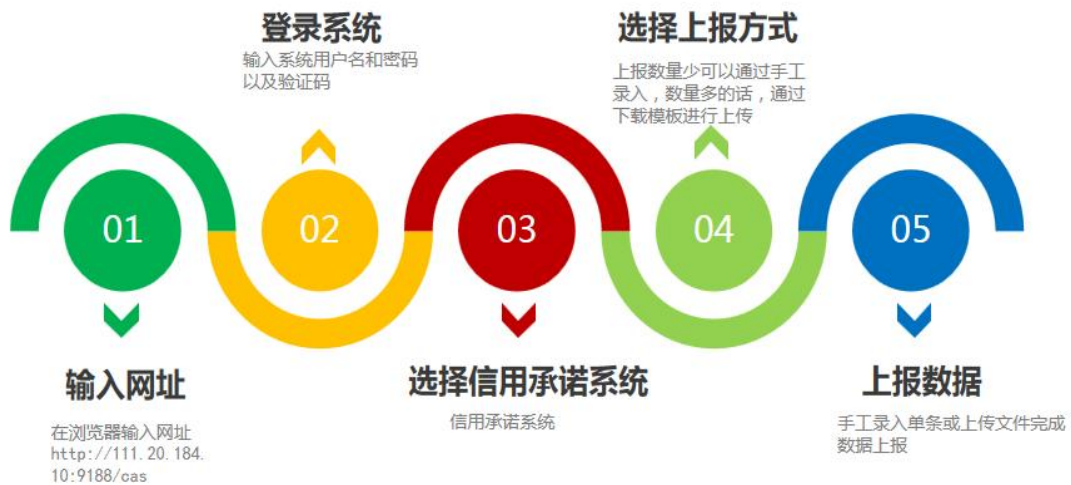 01
输入网址
在浏览器输入网址
http://111.20.184.
10:9188/cas
02
登录系统
输入系统用户名和密码
以及验证码
03
选择信用承诺系统
信用承诺系统
04
选择上报方式
上报数量少可以通过手工
录入，数量多的话，通过
下载模板进行上传
05
上报数据
手工录入单条或上传文件完成
数据上报